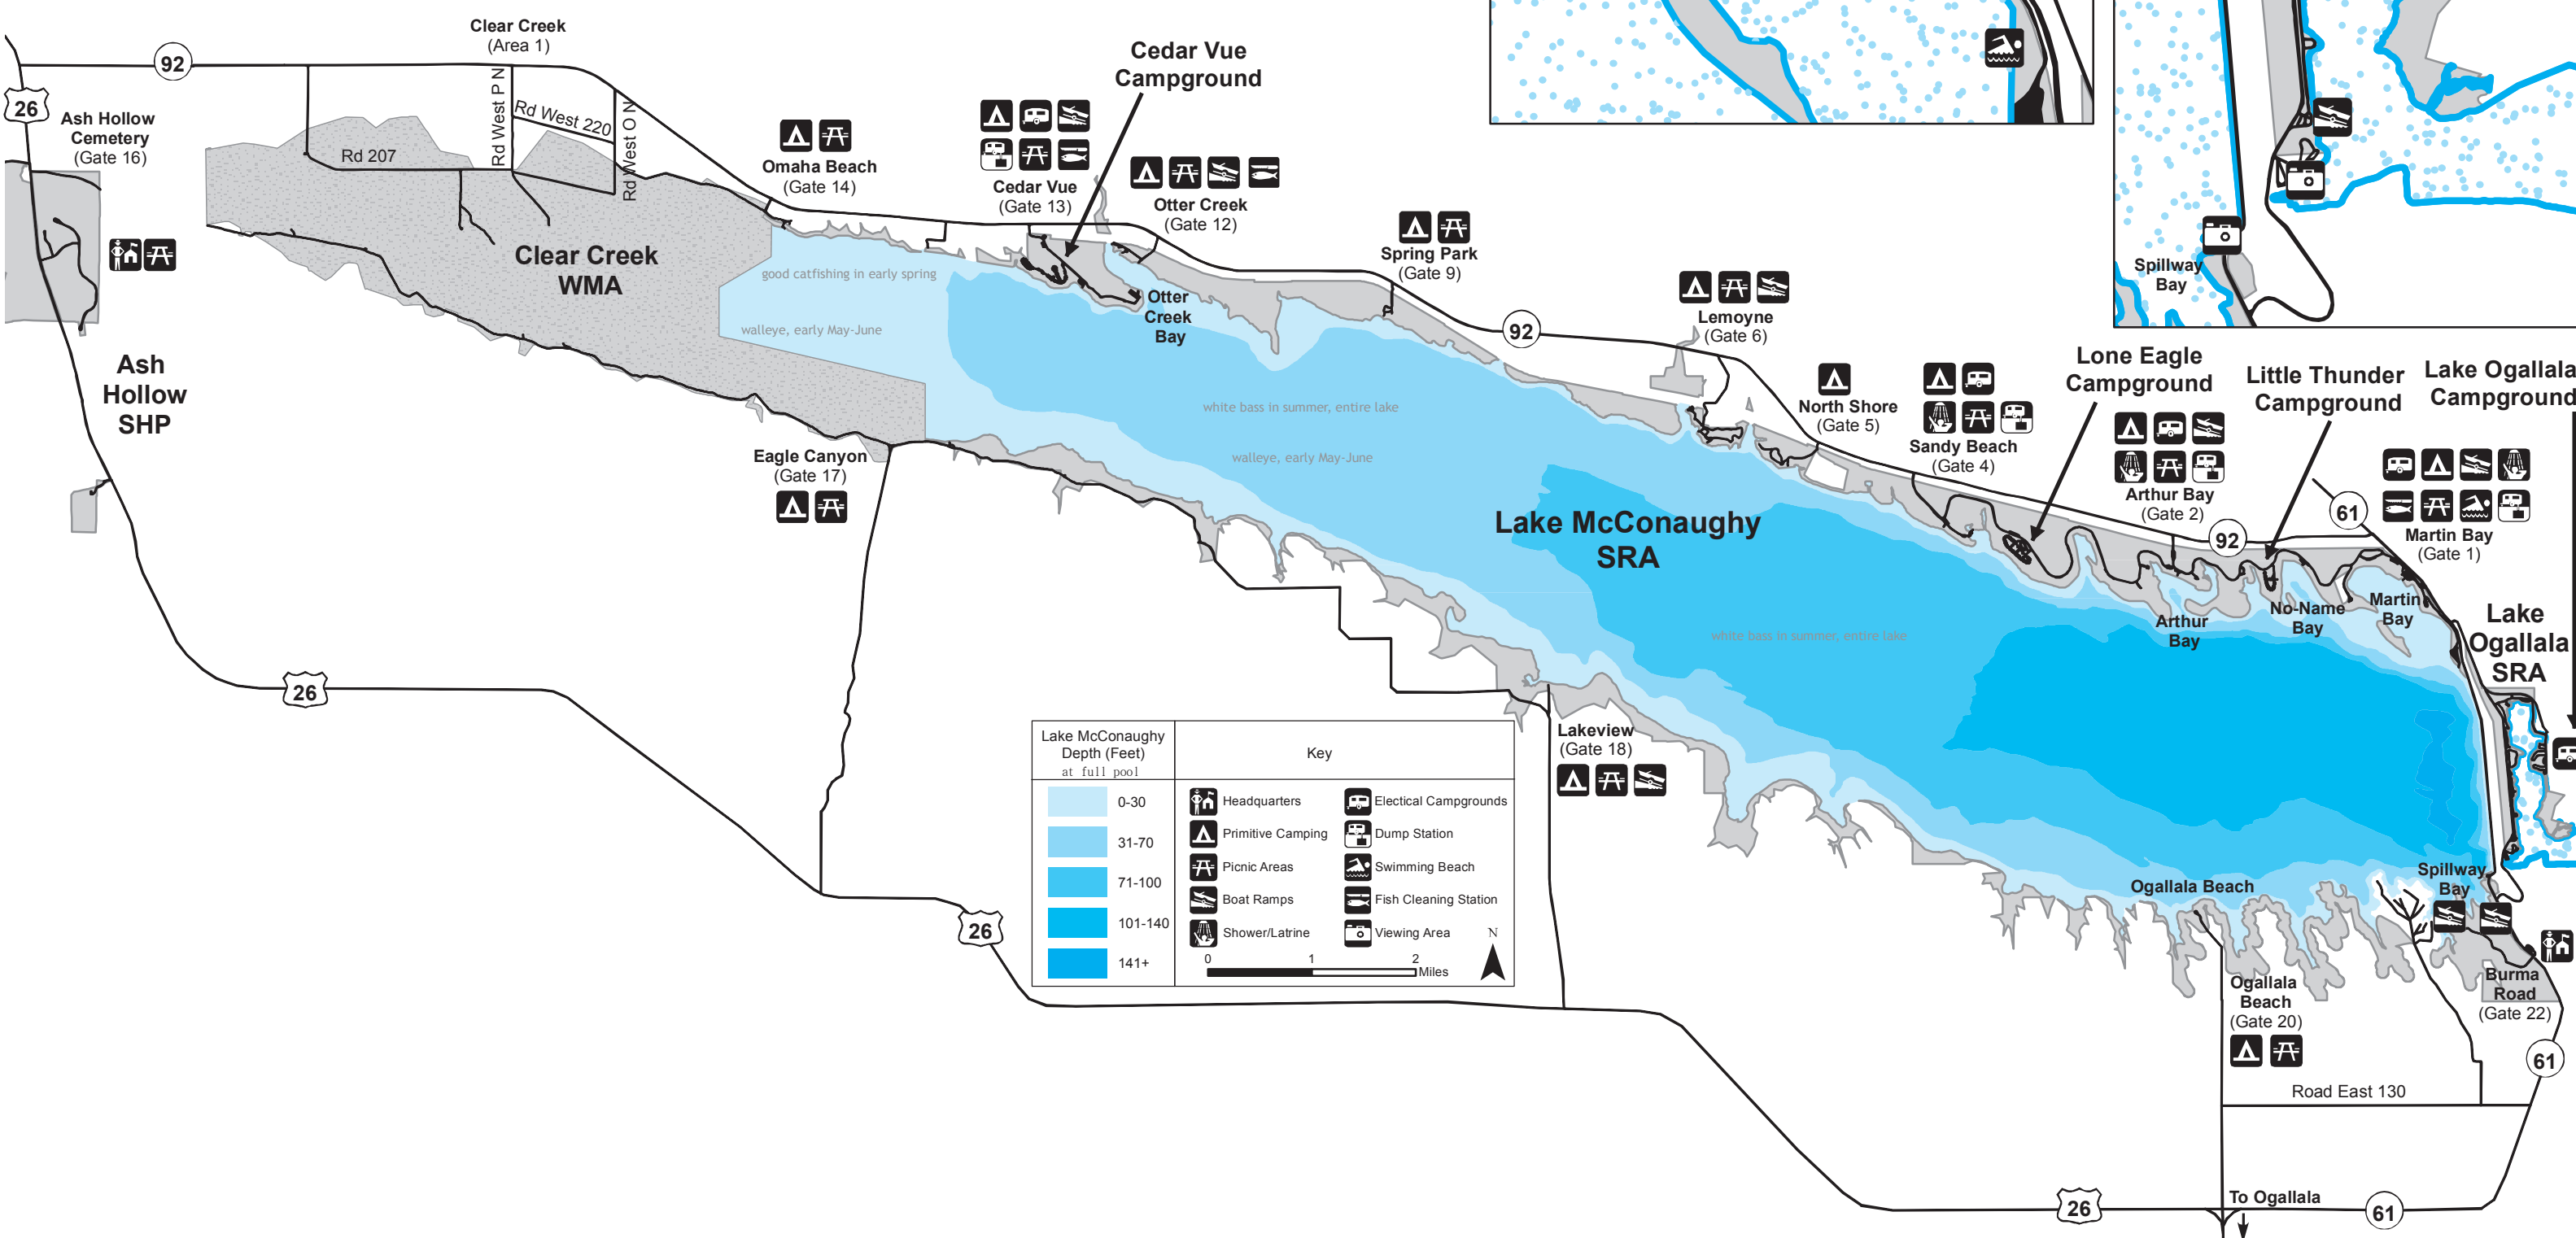 Clear Creek
(Area 1)
92
26
Ash Hollow
Cemetery
(Gate 16)
Rd 207
Rd West P N
Rd West 220
Rd West O N
Clear Creek
WMA
Ash
Hollow
SHP
Omaha Beach
(Gate 14)
Cedar Vue
Campground
Cedar Vue
(Gate 13)
Otter Creek
(Gate 12)
Otter
Creek
Bay
good catfishing in early spring
walleye, early May-June
Spring Park
(Gate 9)
92
Lemoyne
(Gate 6)
North Shore
(Gate 5)
Sandy Beach
(Gate 4)
Lone Eagle
Campground
Arthur Bay
(Gate 2)
Little Thunder
Campground
Lake Ogallala
Campground
61
92
Martin Bay
(Gate 1)
Spillway
Bay
white bass in summer, entire lake
walleye, early May-June
Eagle Canyon
(Gate 17)
Lake McConaughy
SRA
white bass in summer, entire lake
Arthur
Bay
No-Name
Bay
Martin
Bay
Lake
Ogallala
SRA
26
Lakeview
(Gate 18)
Lake McConaughy
Depth (Feet)
at full pool
0-30
31-70
71-100
101-140
141+
Key
Headquarters
Primitive Camping
Picnic Areas
Boat Ramps
Shower/Latrine
Electical Campgrounds
Dump Station
Swimming Beach
Fish Cleaning Station
Viewing Area
N
0 1 2
Miles
26
Ogallala Beach
Spillway
Bay
Ogallala
Beach
(Gate 20)
Burma
Road
(Gate 22)
61
Road East 130
To Ogallala
26
61